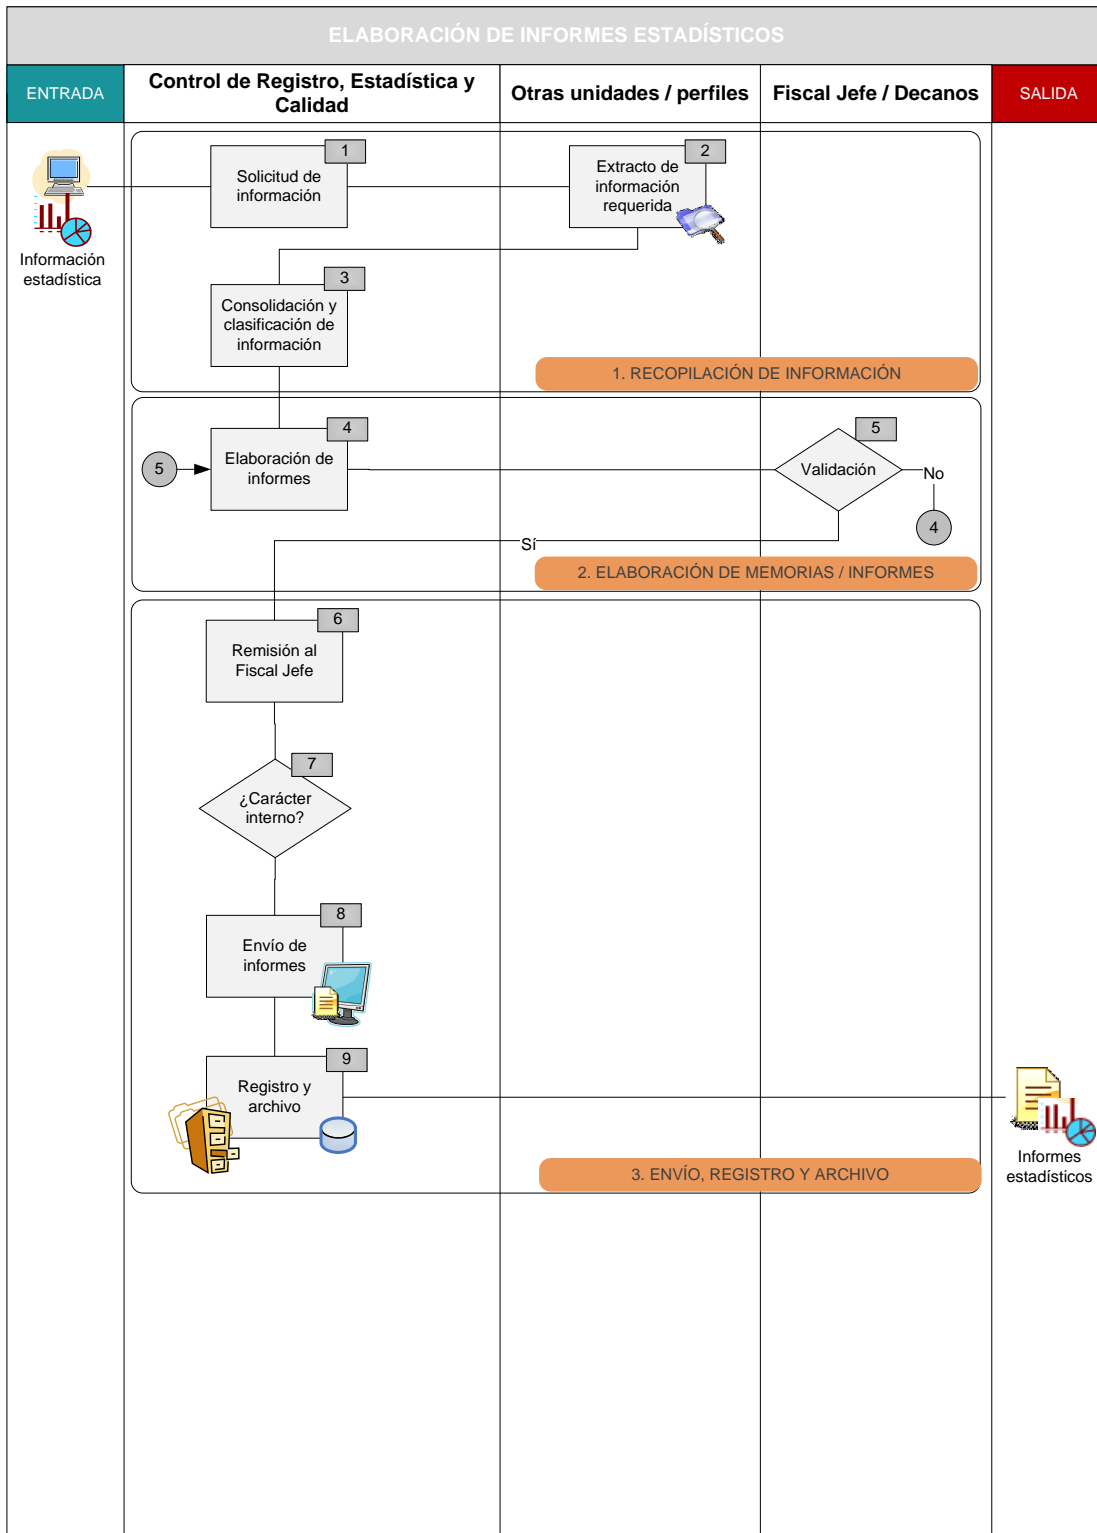 ELABORACIÓN DE INFORMES ESTADÍSTICOS
ENTRADA
Control de Registro, Estadística y
Calidad
Otras unidades / perfiles
Fiscal Jefe / Decanos
SALIDA
1
Solicitud de
información
2
Extracto de
información
requerida
Información
estadística
3
Consolidación y
clasificación de
información
1. RECOPILACIÓN DE INFORMACIÓN
5
4
Elaboración de
informes
5
Validación
No
4
Sí
2. ELABORACIÓN DE MEMORIAS / INFORMES
6
Remisión al
Fiscal Jefe
7
¿Carácter
interno?
8
Envío de
informes
9
Registro y
archivo
Informes
estadísticos
3. ENVÍO, REGISTRO Y ARCHIVO